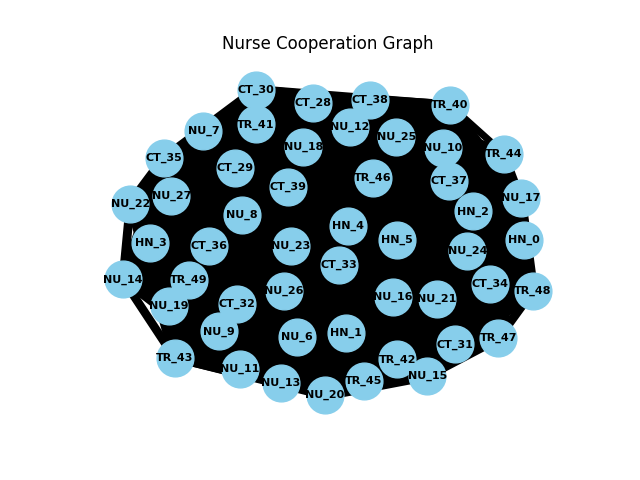 Nurse Cooperation Graph
CT_30
CT_28
CT_38
TR_40
TR_41
NU_7
NU_12
NU_25
NU_18
NU_10
TR_44
CT_35
CT_29
TR_46
CT_37
CT_39
NU_27
NU_17
NU_22
NU_8
HN_2
HN_4
HN_3
CT_36
NU_23
HN_5
HN_0
NU_24
CT_33
NU_14
TR_49
CT_34
NU_26
TR_48
NU_16
NU_21
NU_19
CT_32
NU_9
NU_6
HN_1
TR_47
CT_31
TR_43
TR_42
NU_11
NU_15
NU_13
TR_45
NU_20